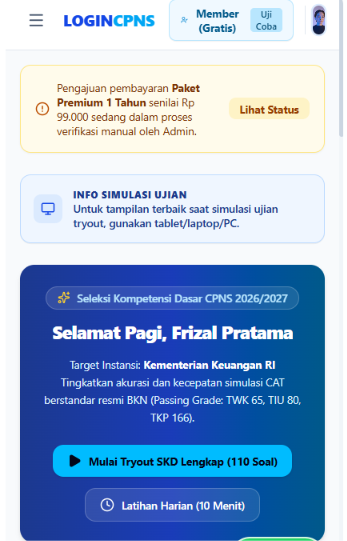 LOGINCPNS
Member
(Gratis)
Uji
Coba
Pengajuan pembayaran Paket
Premium 1 Tahun senilai Rp
99.000 sedang dalam proses
verifikasi manual oleh Admin.
Lihat Status
INFO SIMULASI UJIAN
Untuk tampilan terbaik saat simulasi ujian
tryout, gunakan tablet/laptop/PC.
Seleksi Kompetensi Dasar CPNS 2026/2027
Selamat Pagi, Frizal Pratama
Target Instansi: Kementerian Keuangan RI
Tingkatkan akurasi dan kecepatan simulasi CAT
berstandar resmi BKN (Passing Grade: TWK 65, TIU 80,
TKP 166).
Mulai Tryout SKD Lengkap (110 Soal)
Latihan Harian (10 Menit)